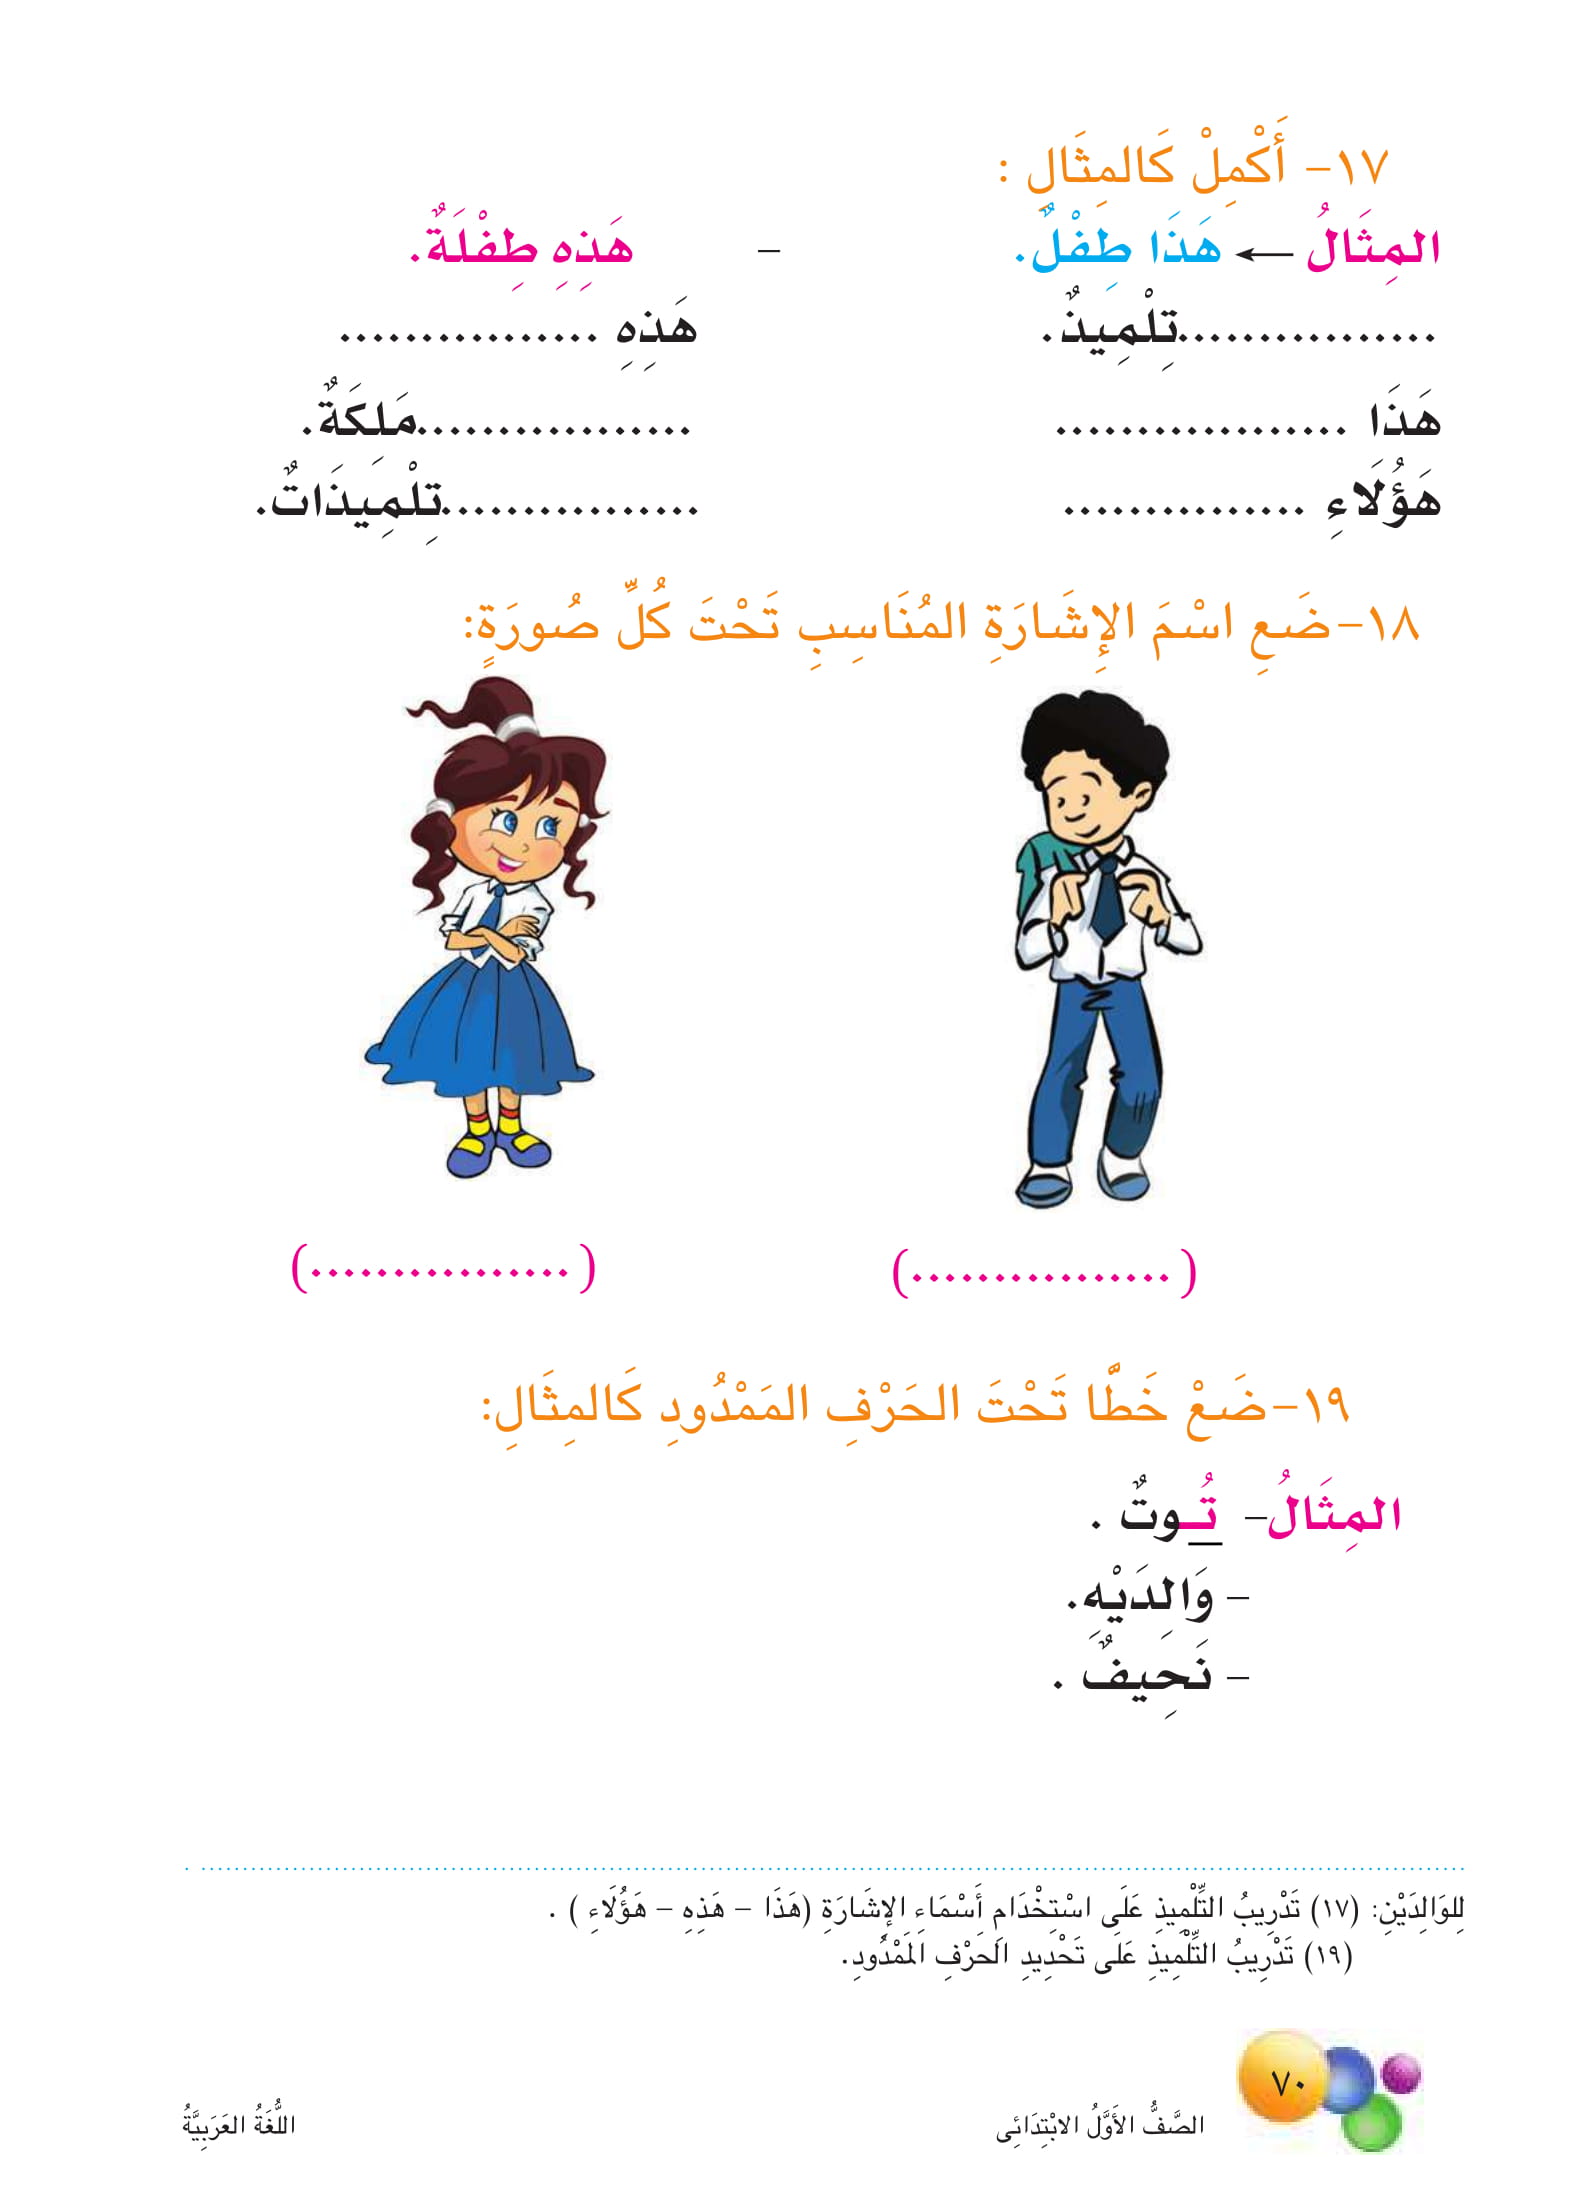 ١٧- أَكْمِلْ كَالمِثَالِ :
المِثَالُ ← هَذَا طِفْلٌ. - هَذِهِ طِفْلَةٌ.
................تِلْمِيذٌ. هَذِهِ ................
هَذَا .................. .................مَلِكَةٌ.
هَؤُلَاءِ ............... ................تِلْمِيذَاتٌ.
١٨- ضَعِ اسْمَ الإِشَارَةِ المُنَاسِبِ تَحْتَ كُلِّ صُورَةٍ:
( ................) ( ................)
١٩- ضَعْ خَطَّا تَحْتَ الحَرْفِ المَمْدُودِ كَالمِثَالِ:
المِثَالُ- تُـوتٌ .
- وَالِدَيْهِ.
- نَحِيفٌ .
لِلوَالِدَيْنِ: (١٧) تَدْرِيبُ التِّلْمِيذِ عَلَى اسْتِخْدَامِ أَسْمَاءِ الإِشَارَةِ (هَذَا - هَذِهِ - هَؤُلَاءِ ) .
(١٩) تَدْرِيبُ التِّلْمِيذِ عَلَى تَحْدِيدِ الحَرْفِ المَمْدُودِ.
٧٠
الصَّفُّ الأَوَّلُ الابْتِدَائِى اللُّغَةُ العَرَبِيَّةُ